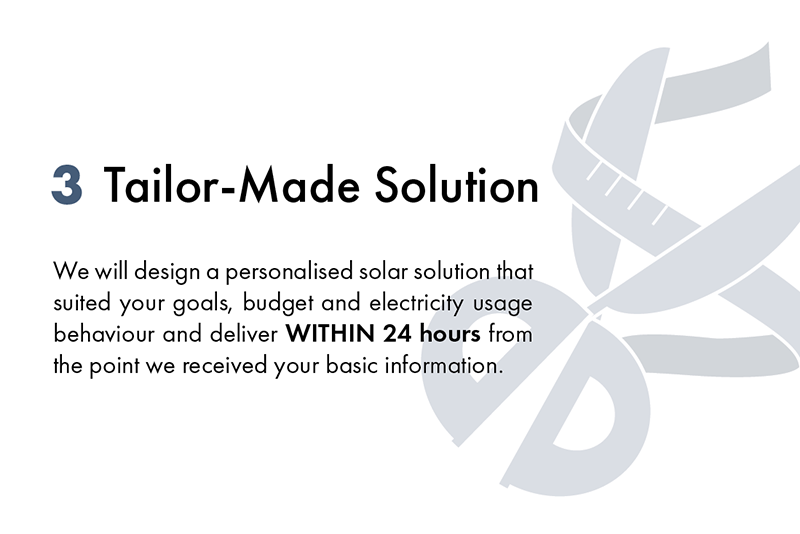 3 Tailor-Made Solution
We will design a personalised solar solution that
suited your goals, budget and electricity usage
behaviour and deliver WITHIN 24 hours from
the point we received your basic information.